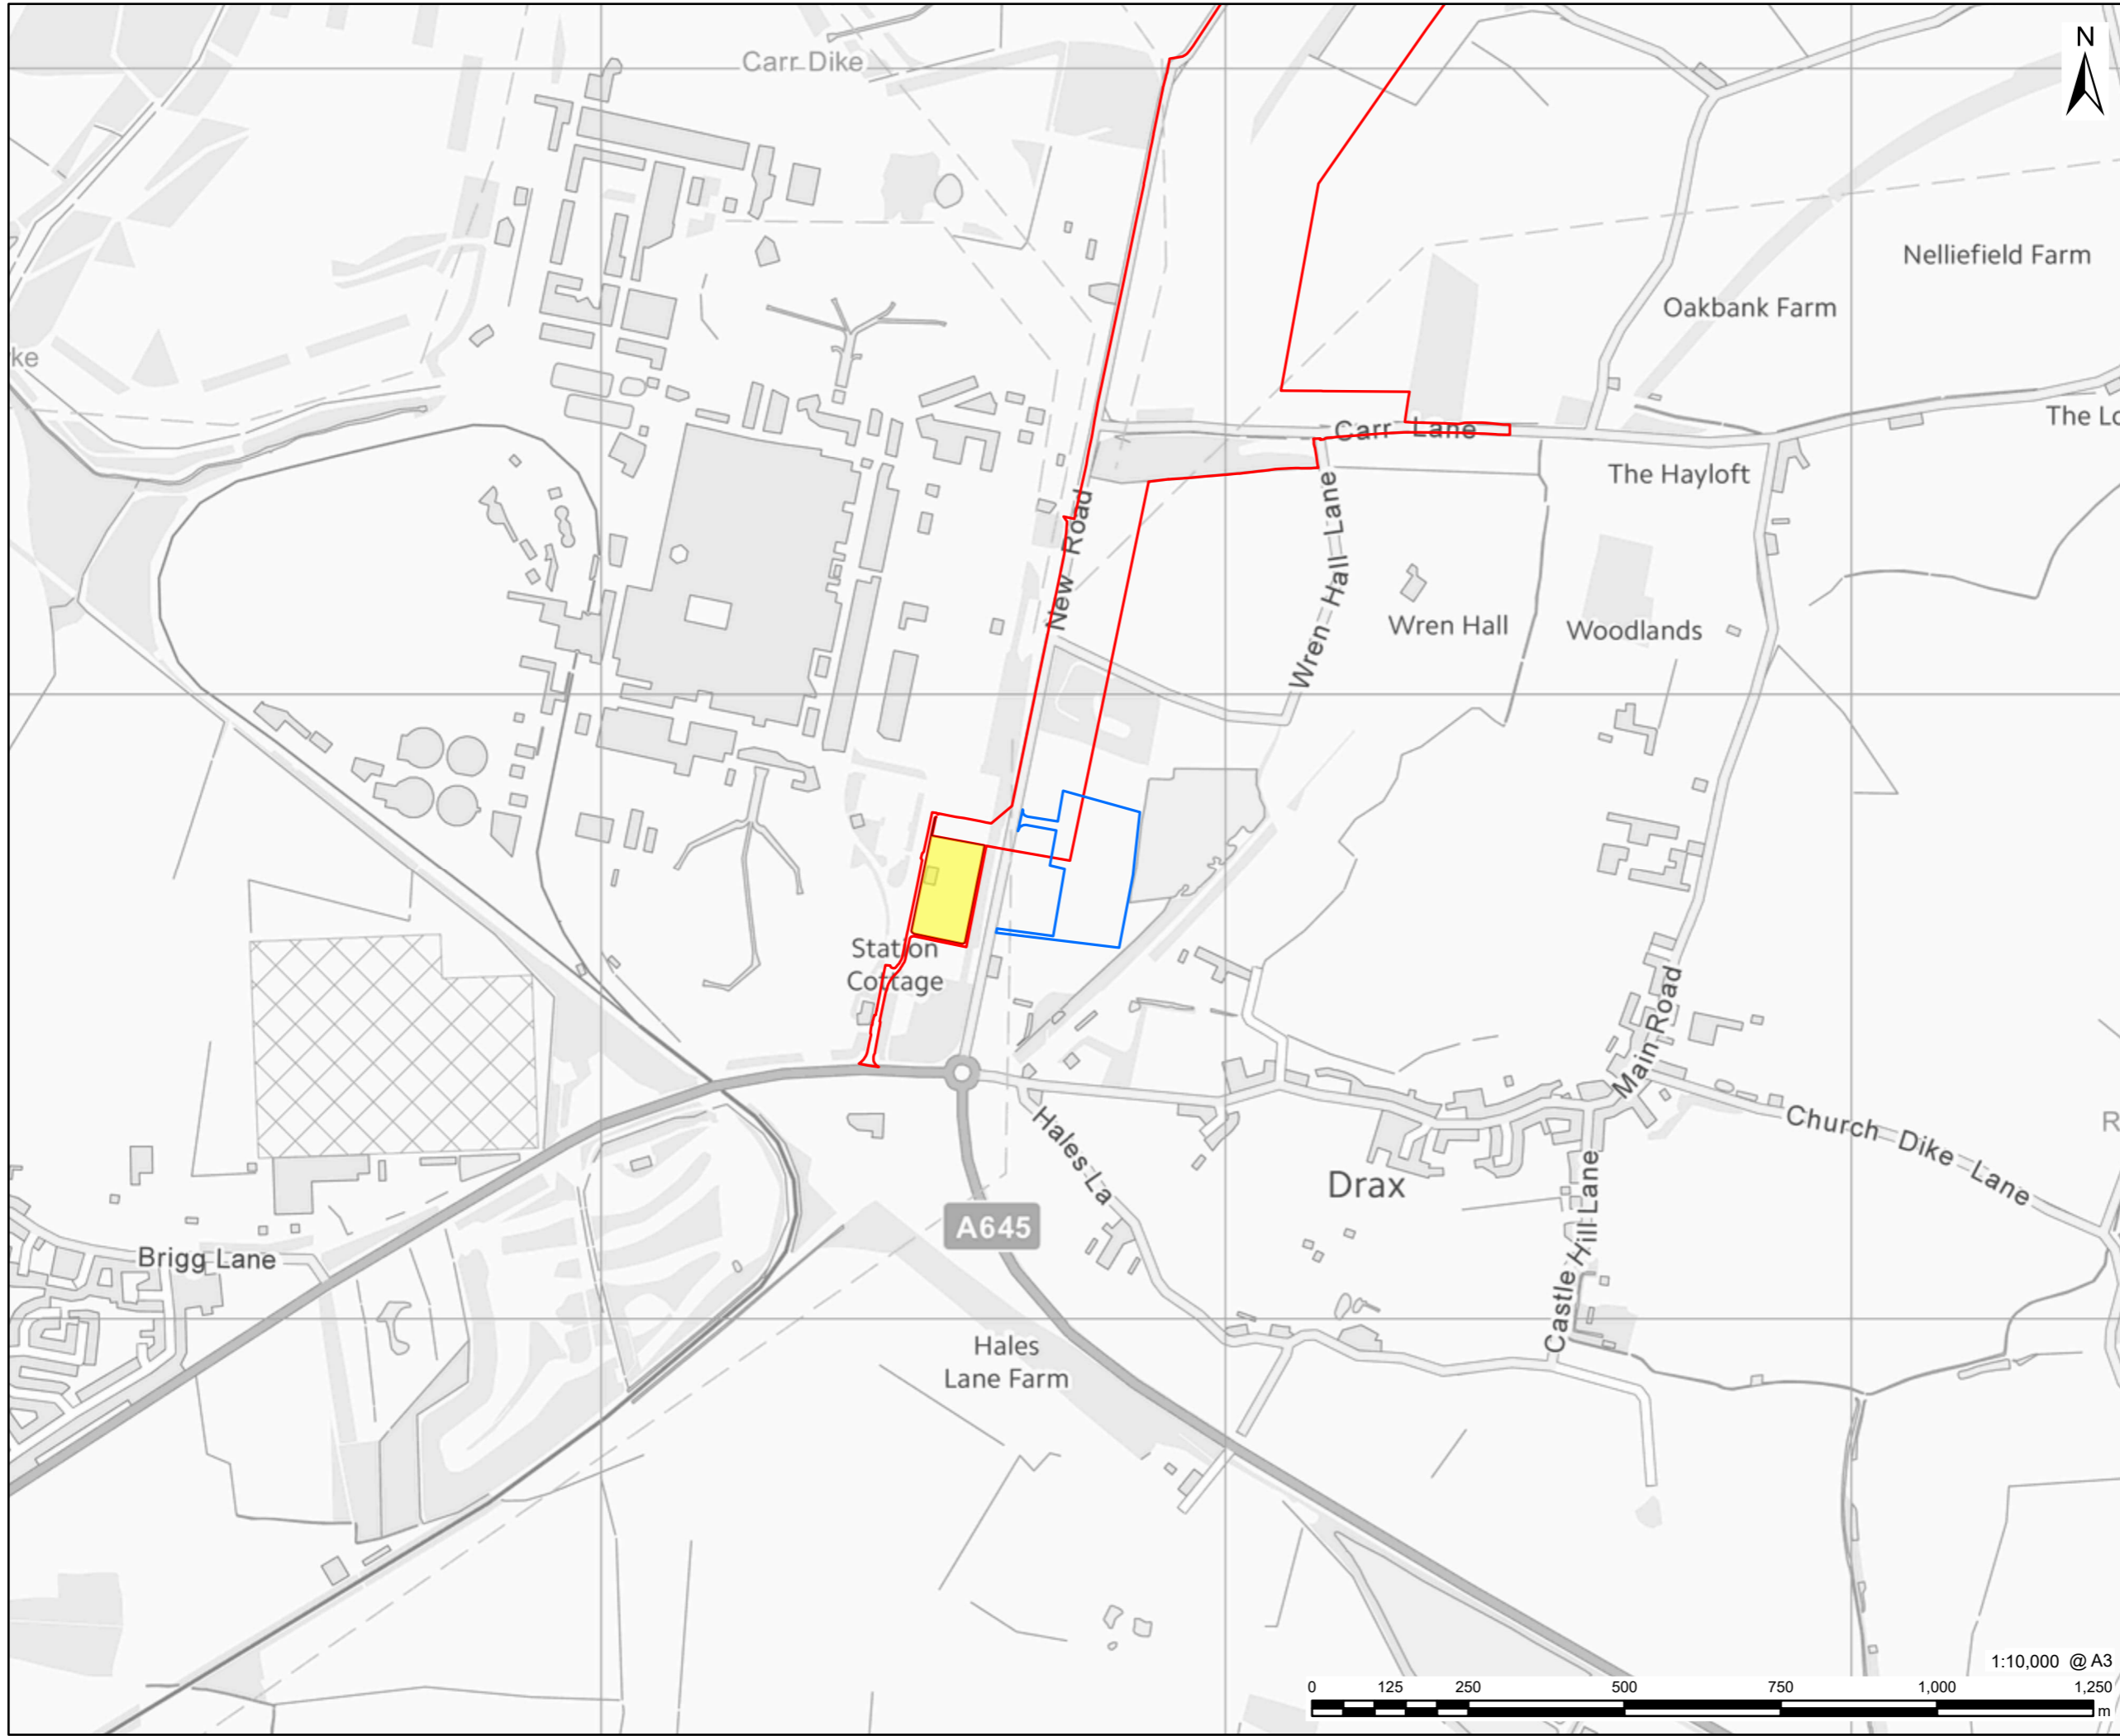 N
Carr Dike
Nelliefield Farm
Oakbank Farm
ke
The Lo
Carr Lane
The Hayloft
New Road
Wren Hall Lane
Wren Hall
Woodlands
Station
Cottage
Main Road
Hales La
Church Dike Lane
R
Drax
Castle Hill Lane
A645
Brigg Lane
Hales
Lane Farm
1:10,000 @ A3
0 125 250 500 750 1,000 1,250
m